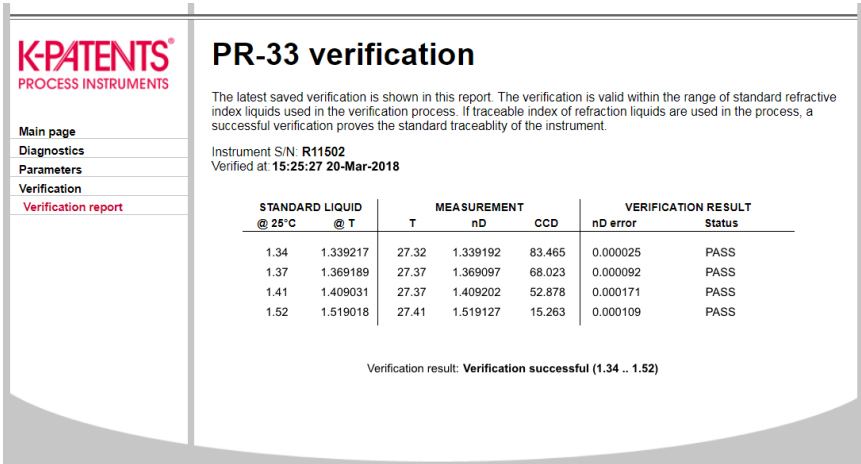 K-PATENTS®
PROCESS INSTRUMENTS
Main page
Diagnostics
Parameters
Verification
Verification report
PR-33 verification
The latest saved verification is shown in this report. The verification is valid within the range of standard refractive
index liquids used in the verification process. If traceable index of refraction liquids are used in the process, a
successful verification proves the standard traceablity of the instrument.
Instrument S/N: R11502
Verified at: 15:25:27 20-Mar-2018
STANDARD LIQUID MEASUREMENT VERIFICATION RESULT
@ 25°C @ T T nD CCD nD error Status
1.34 1.339217 27.32 1.339192 83.465 0.000025 PASS
1.37 1.369189 27.37 1.369097 68.023 0.000092 PASS
1.41 1.409031 27.37 1.409202 52.878 0.000171 PASS
1.52 1.519018 27.41 1.519127 15.263 0.000109 PASS
Verification result: Verification successful (1.34 .. 1.52)